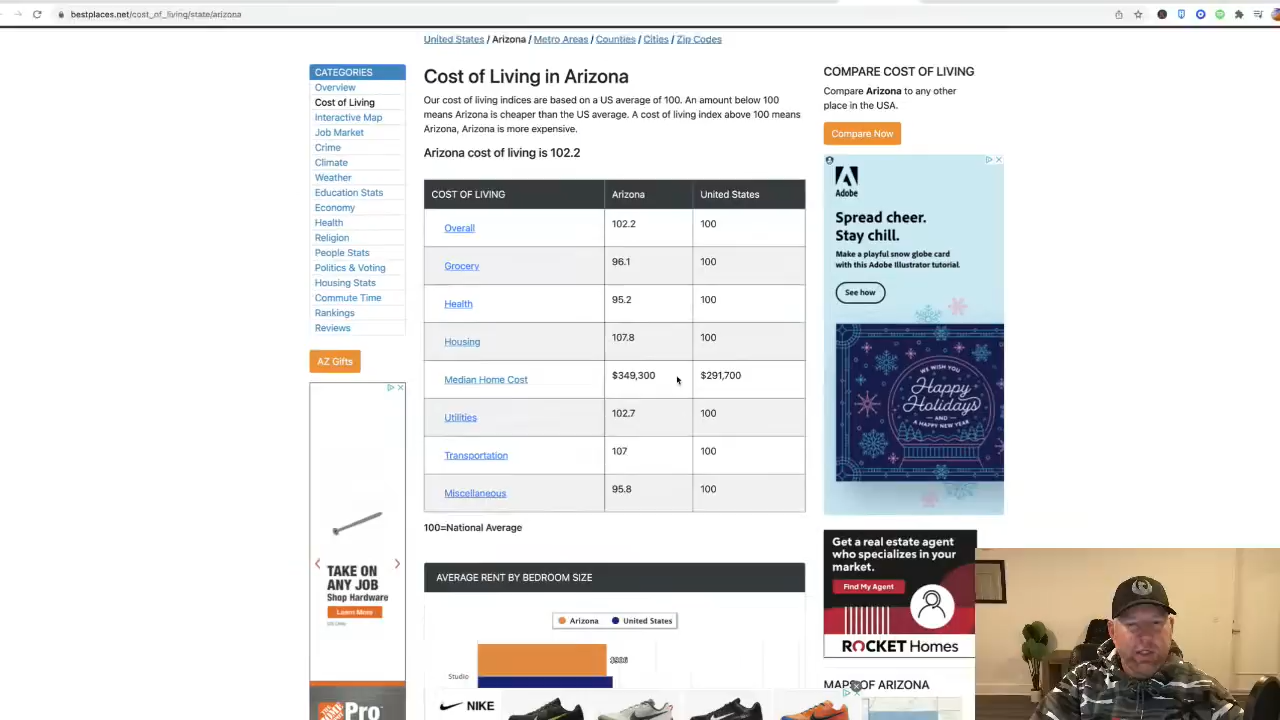 bestplaces.net/cost_of_living/state/arizona
United States / Arizona / Metro Areas / Counties / Cities / Zip Codes
CATEGORIES
Overview
Cost of Living
Interactive Map
Job Market
Crime
Climate
Weather
Education Stats
Economy
Health
Religion
People Stats
Politics & Voting
Housing Stats
Commute Time
Rankings
Reviews
AZ Gifts
TAKE ON
ANY JOB
Shop Hardware
Learn More
Pro
Cost of Living in Arizona
Our cost of living indices are based on a US average of 100. An amount below 100
means Arizona is cheaper than the US average. A cost of living index above 100 means
Arizona, Arizona is more expensive.
Arizona cost of living is 102.2
COST OF LIVING Arizona United States
Overall 102.2 100
Grocery 96.1 100
Health 95.2 100
Housing 107.8 100
Median Home Cost $349,300 $291,700
Utilities 102.7 100
Transportation 107 100
Miscellaneous 95.8 100
100=National Average
AVERAGE RENT BY BEDROOM SIZE
Arizona United States
Studio
NIKE
COMPARE COST OF LIVING
Compare Arizona to any other
place in the USA.
Compare Now
Adobe
Spread cheer.
Stay chill.
Make a playful snow globe card
with this Adobe Illustrator tutorial.
See how
WE WISH YOU
Happy
Holidays
AND A
HAPPY NEW
YEAR
Get a real estate agent
who specializes in your
market.
Find My Agent
ROCKET Homes
MAPS OF ARIZONA